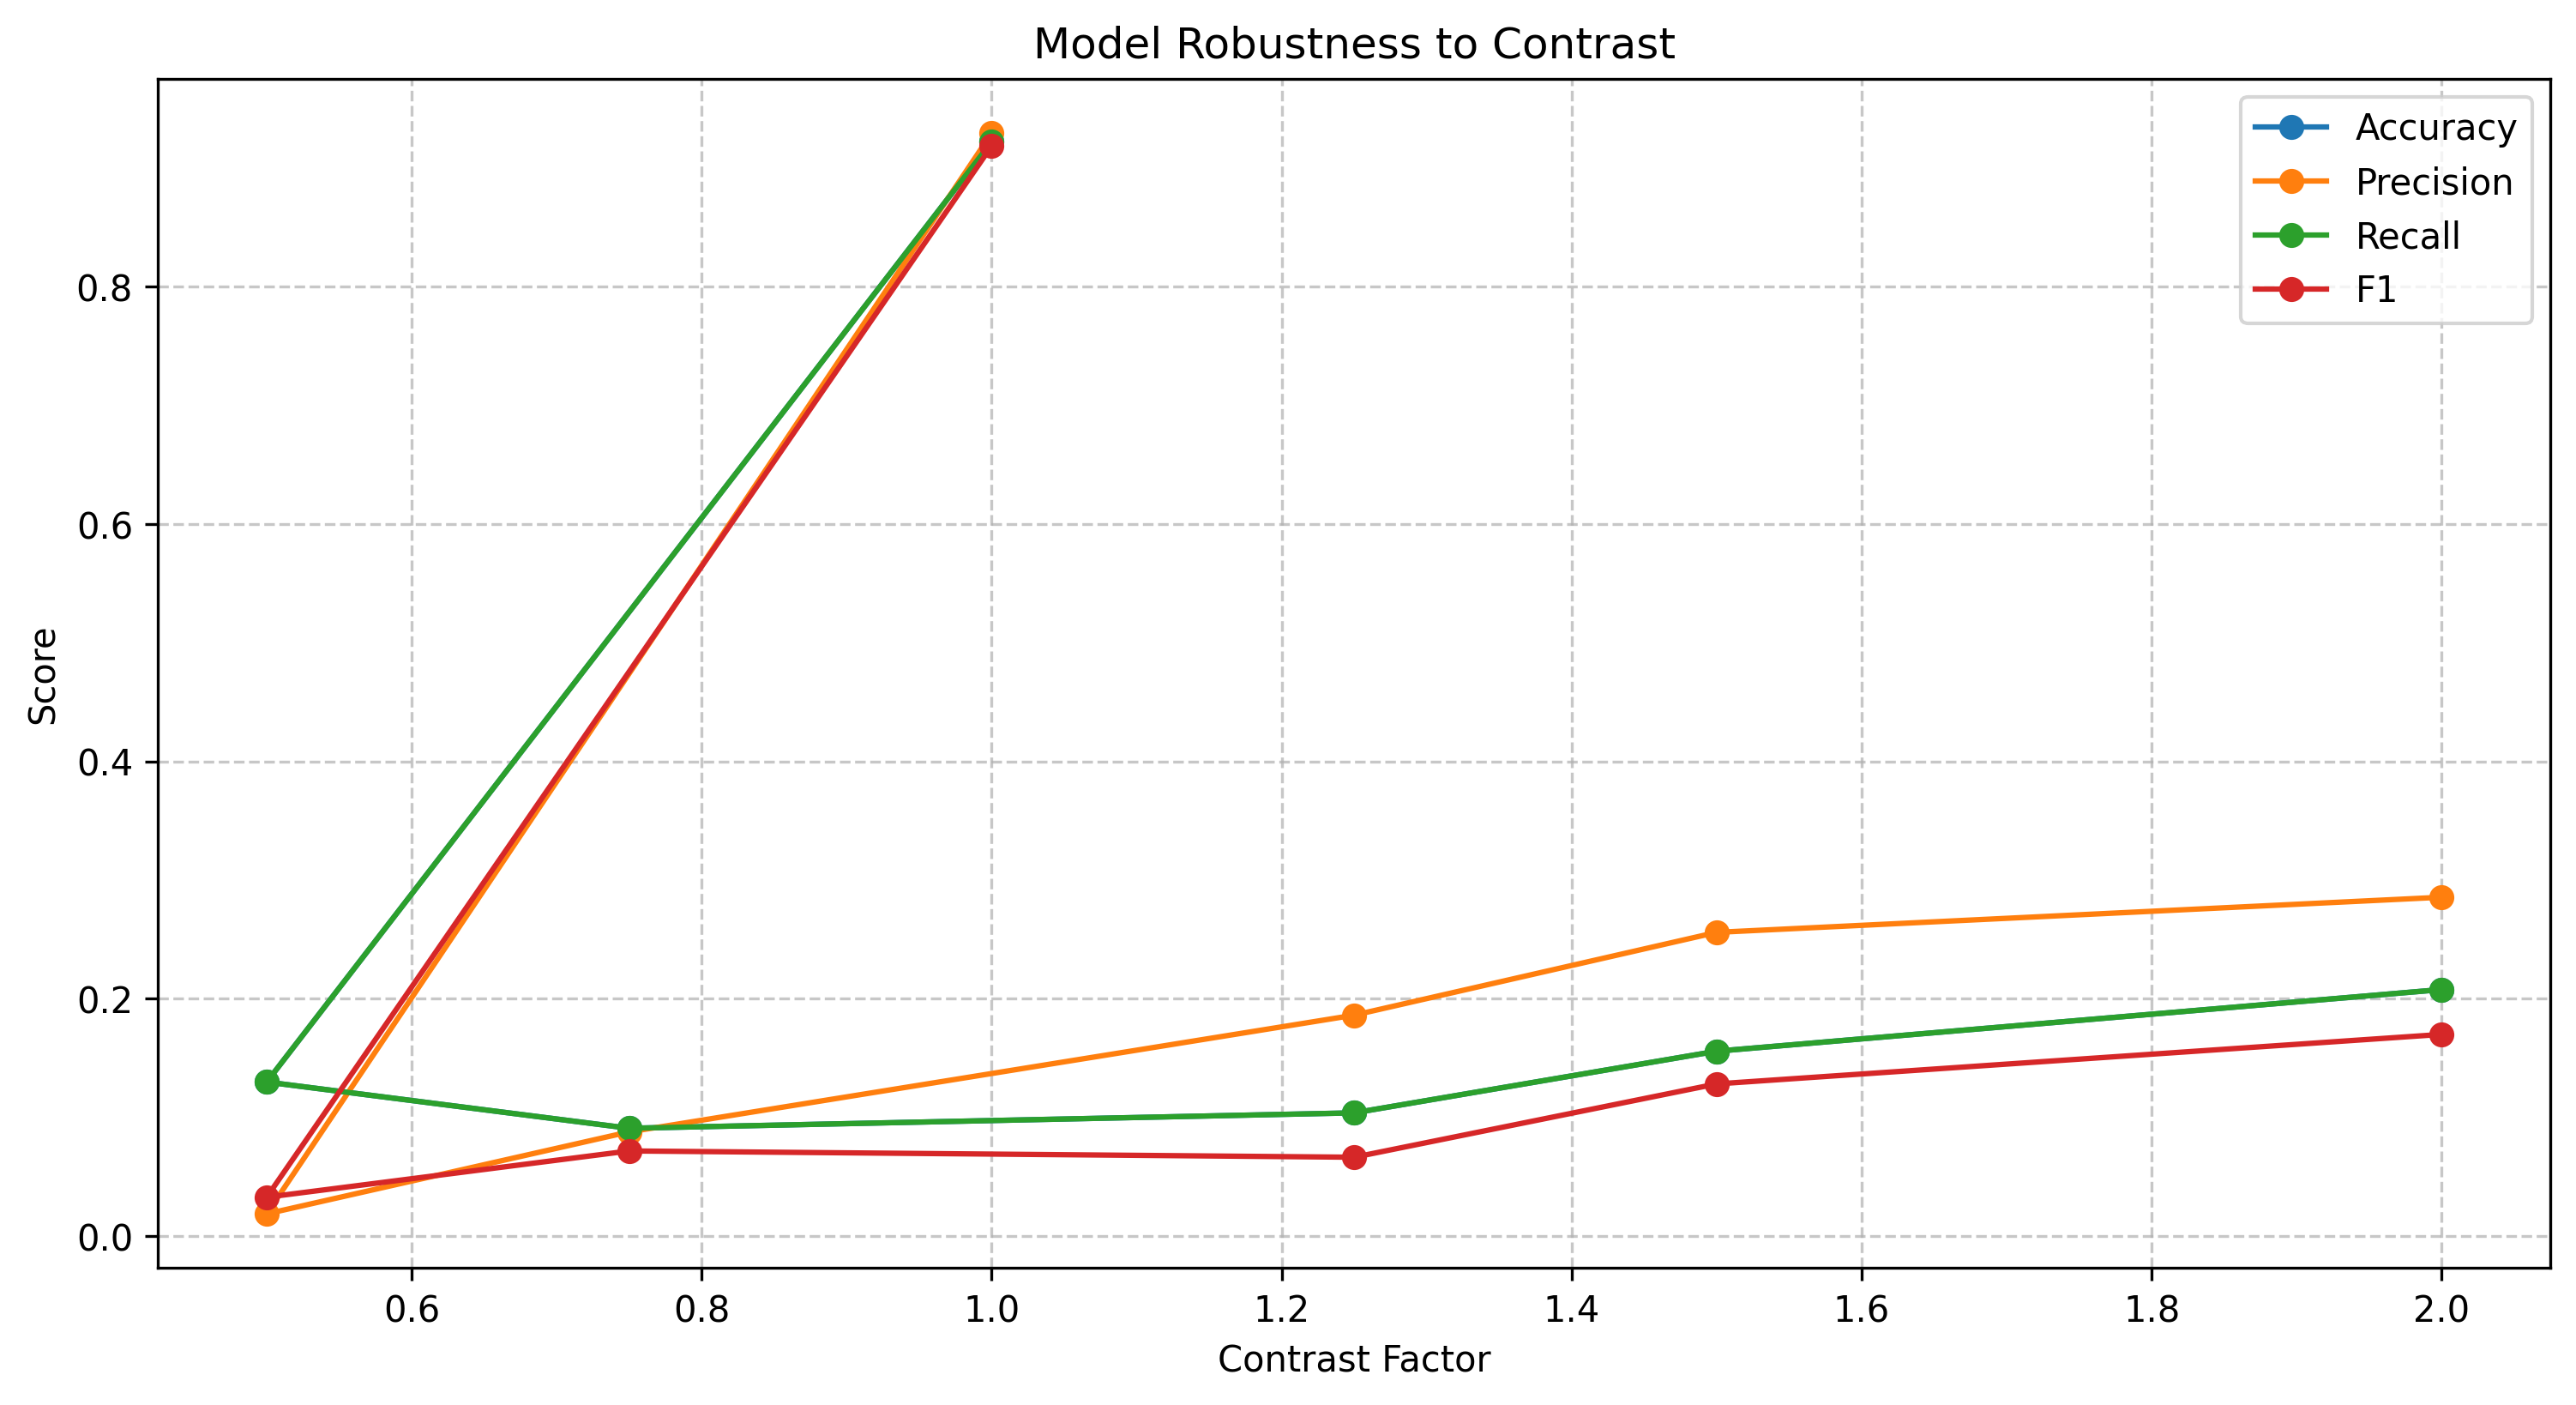 Model Robustness to Contrast
Accuracy
Precision
Recall
F1
Score
0.8
0.6
0.4
0.2
0.0
0.6 0.8 1.0 1.2 1.4 1.6 1.8 2.0
Contrast Factor